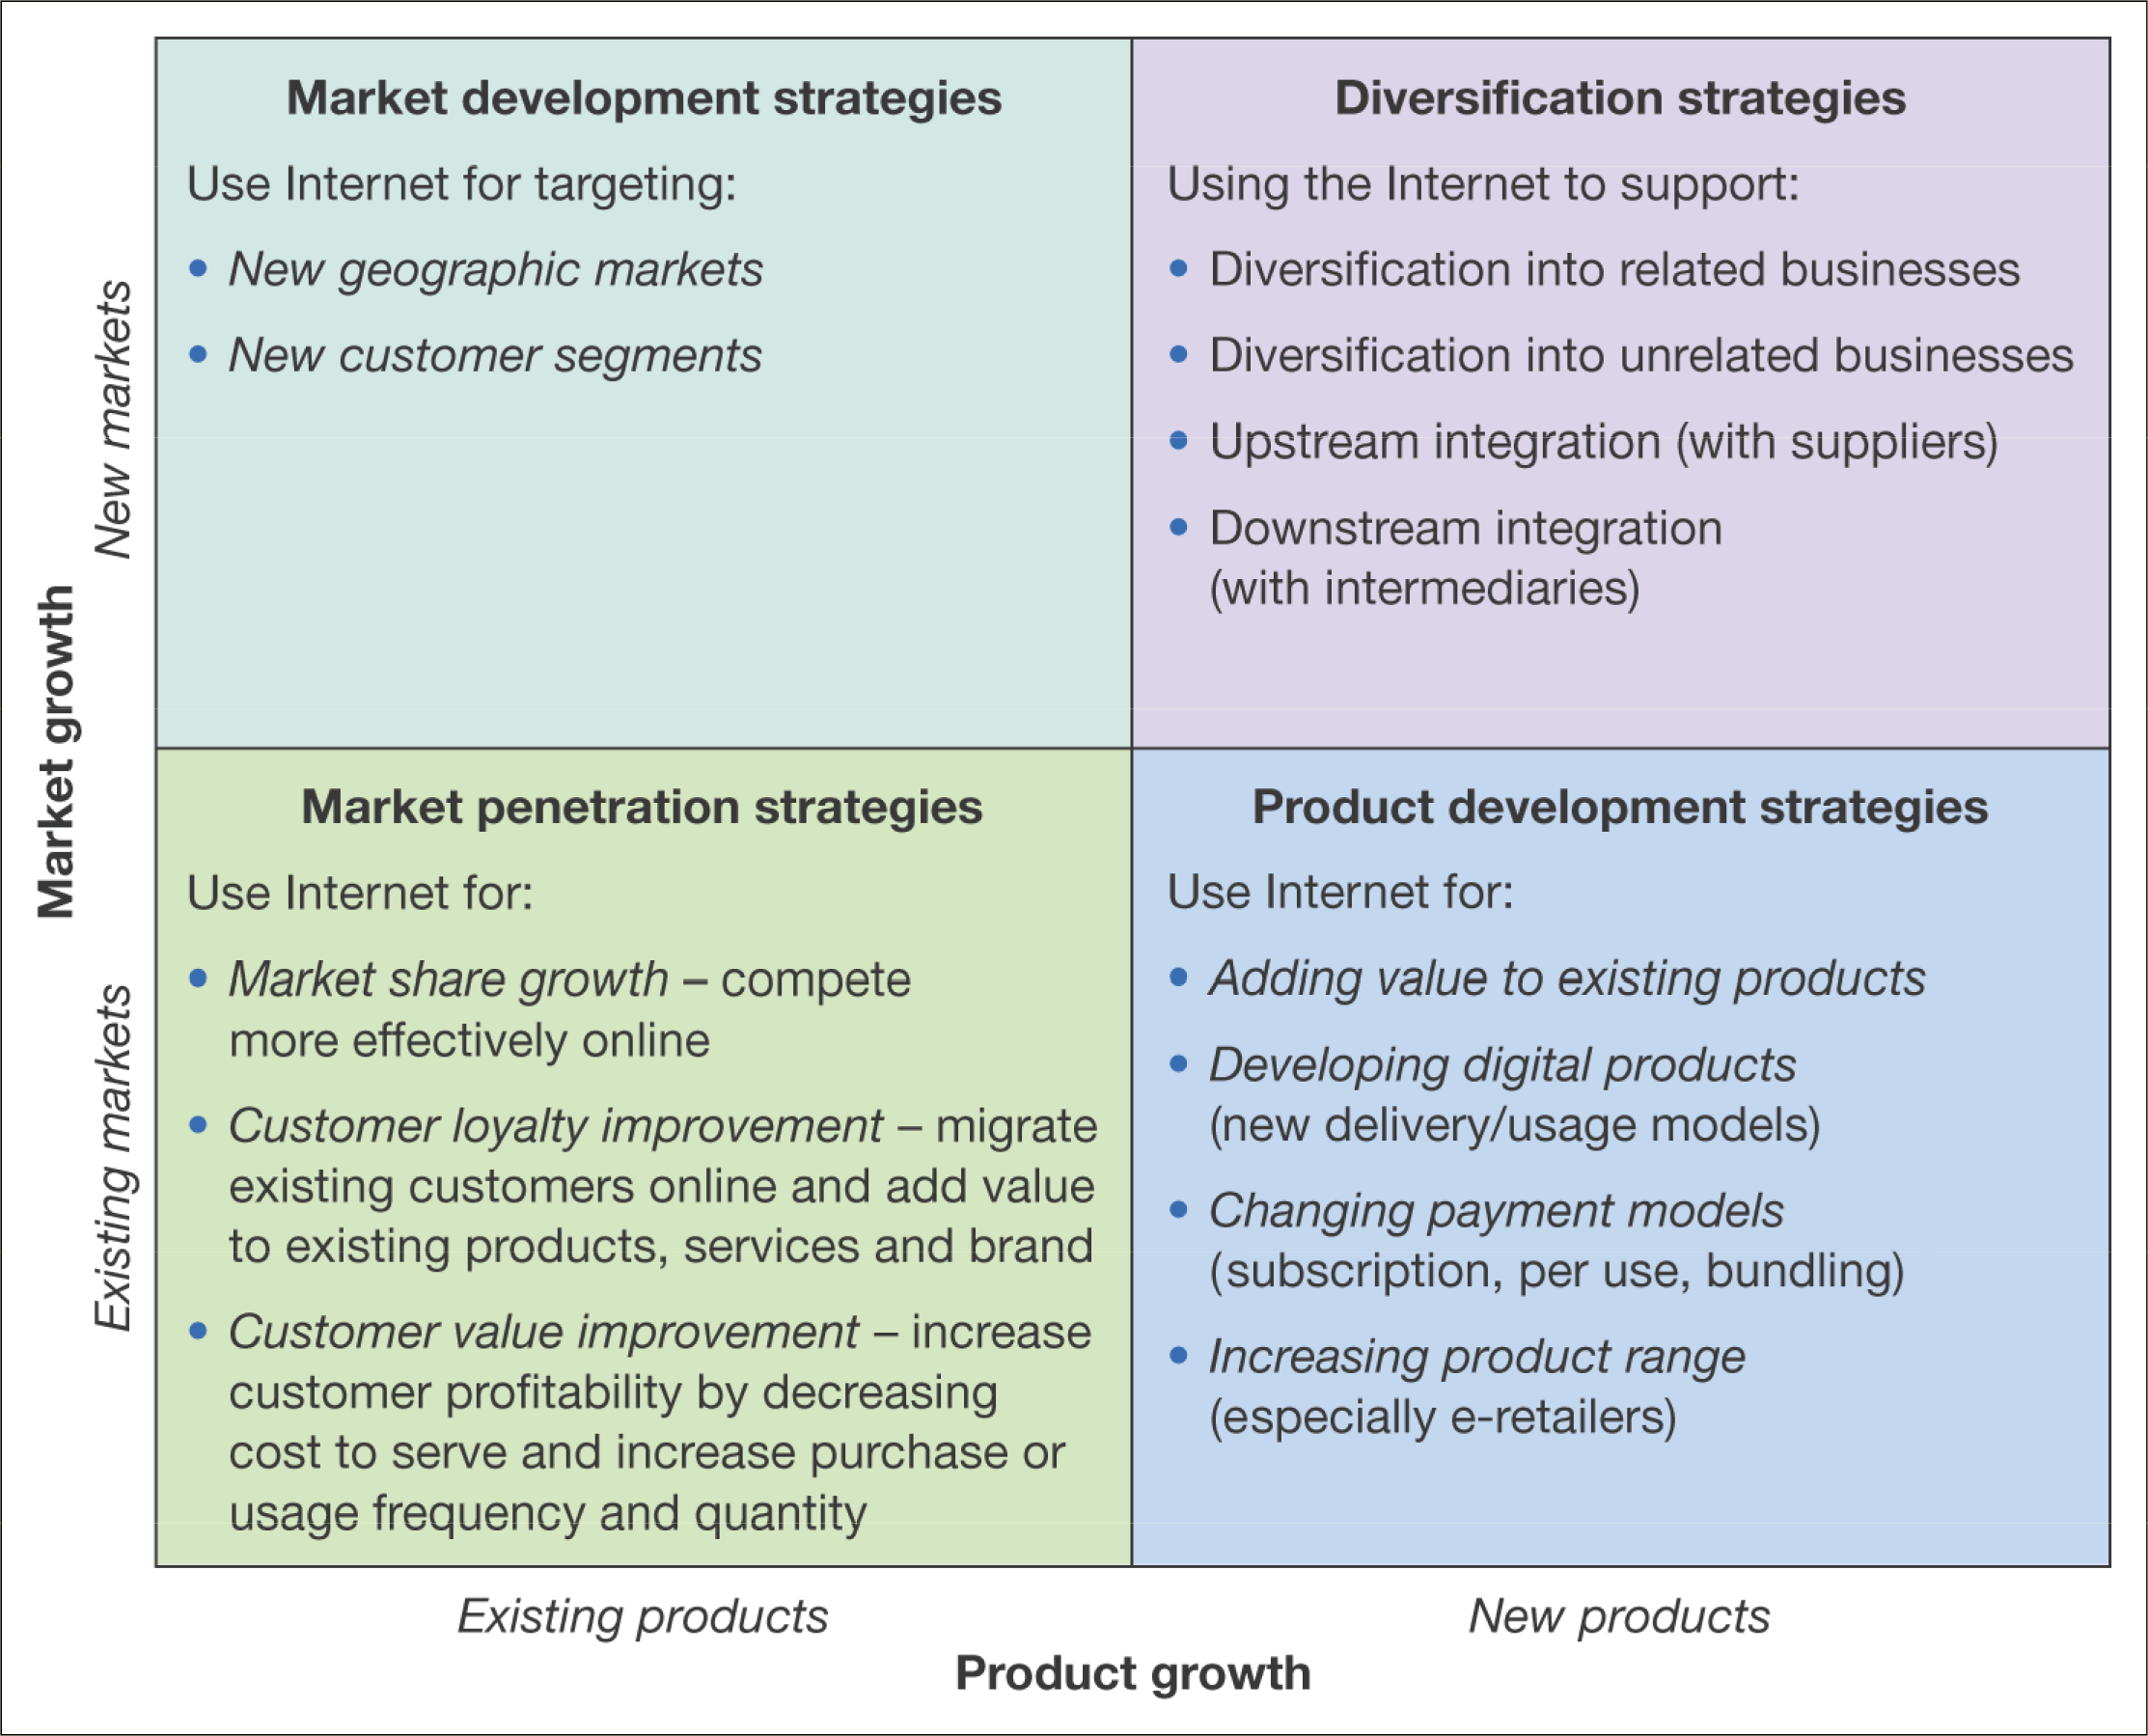 Market growth
New markets
Existing markets
Market development strategies
Use Internet for targeting:
• New geographic markets
• New customer segments
Diversification strategies
Using the Internet to support:
• Diversification into related businesses
• Diversification into unrelated businesses
• Upstream integration (with suppliers)
• Downstream integration
(with intermediaries)
Market penetration strategies
Use Internet for:
• Market share growth – compete
more effectively online
• Customer loyalty improvement – migrate
existing customers online and add value
to existing products, services and brand
• Customer value improvement – increase
customer profitability by decreasing
cost to serve and increase purchase or
usage frequency and quantity
Product development strategies
Use Internet for:
• Adding value to existing products
• Developing digital products
(new delivery/usage models)
• Changing payment models
(subscription, per use, bundling)
• Increasing product range
(especially e-retailers)
Existing products
New products
Product growth